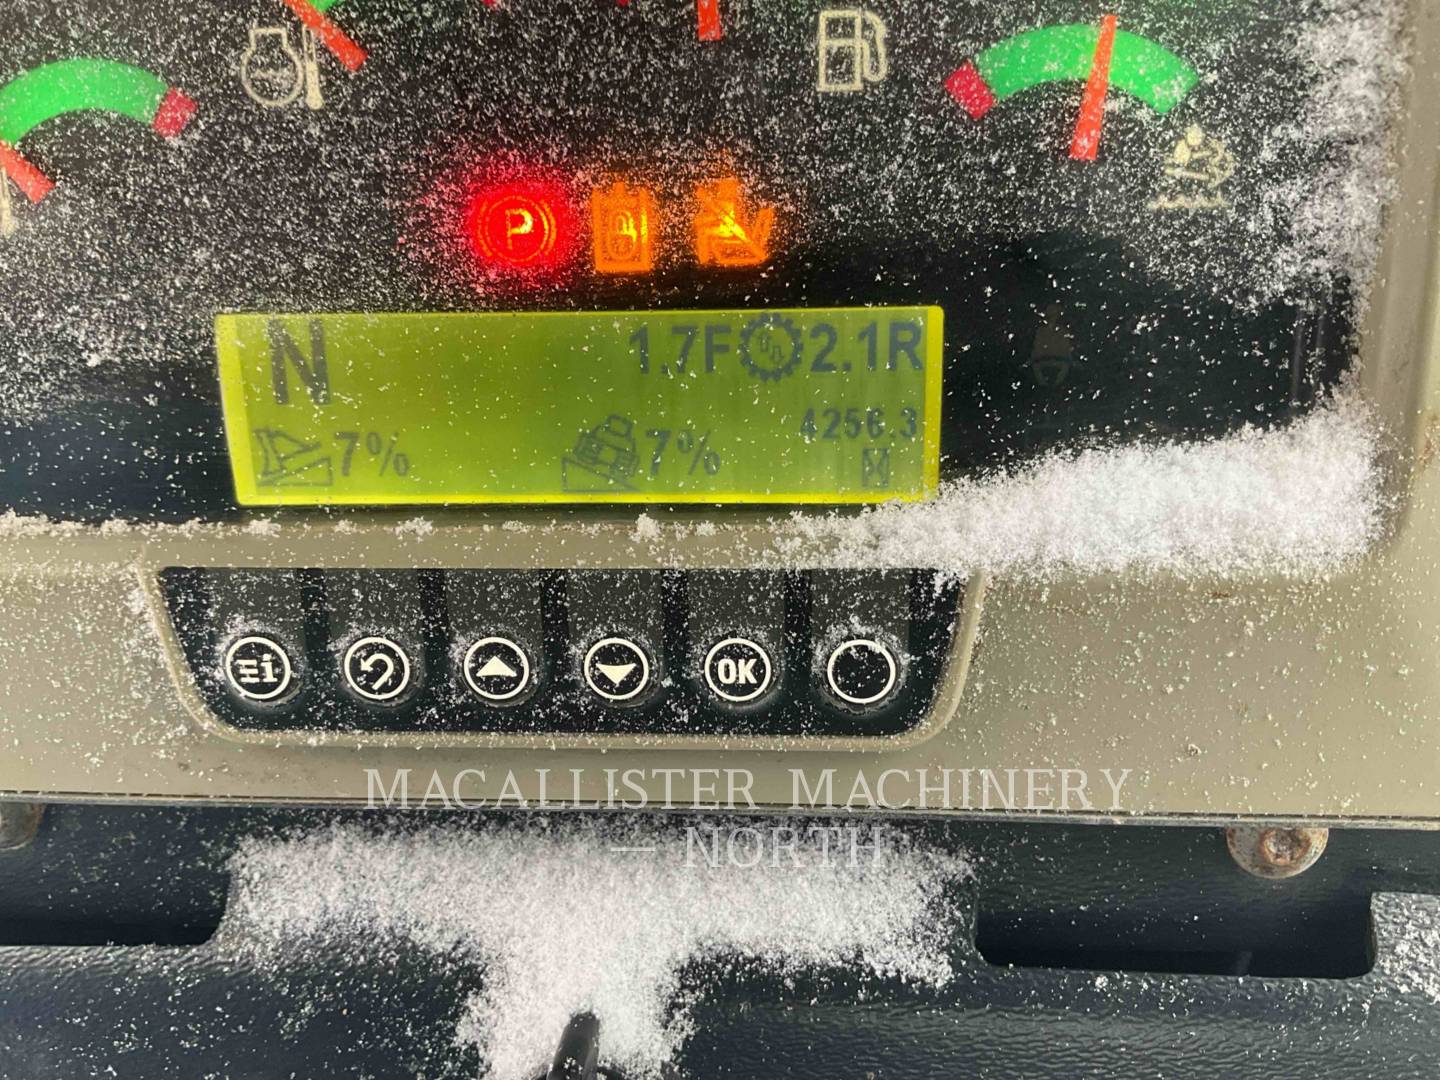 P
N 1.7F 2.1R
4256.3
7% 7%
OK
MACALLISTER MACHINERY
— NORTH